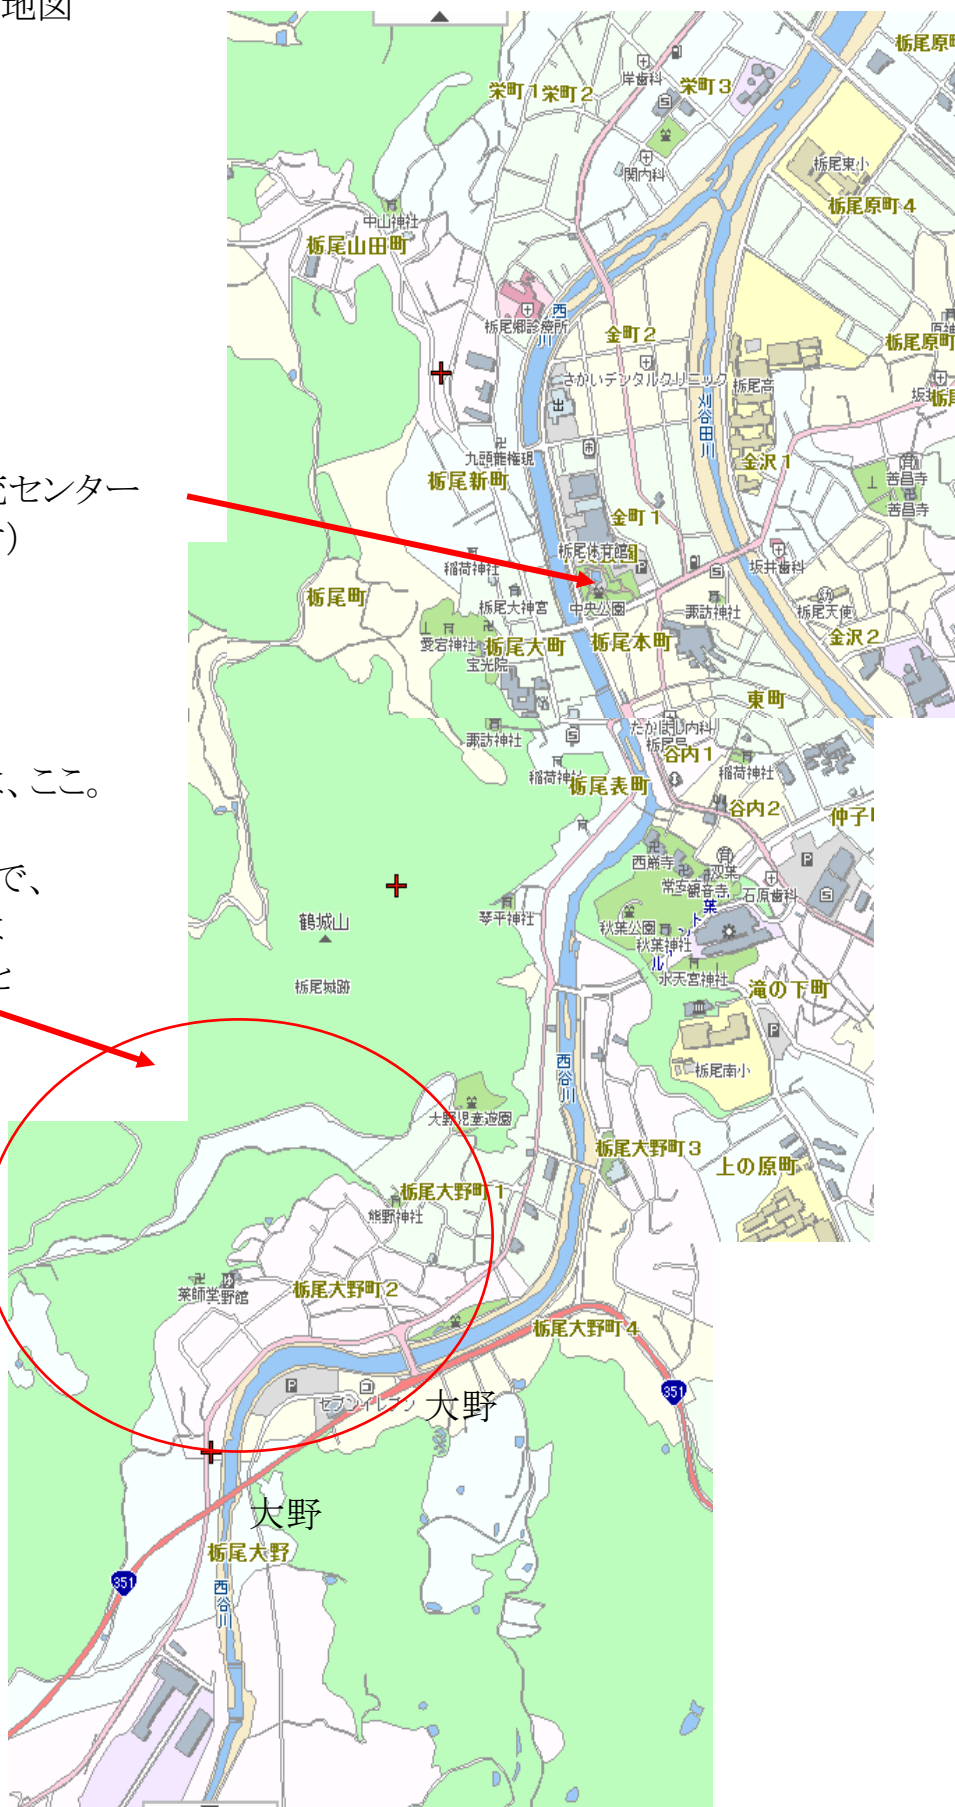 地図
栄町1
栄町2
岸歯科
栄町3
関内科
栃尾東小
栃尾原町4
中山神社
栃尾山田町
栃尾郷診療所
西川
金町2
さかいデンタルクリニック
栃尾高
刈谷田川
栃尾原町
九頭龍権現
栃尾新町
金沢1
善昌寺
善昌寺
センター
金町1
栃尾体育館
稲荷神社
坂井歯科
栃尾町
栃尾大神宮
中央公園
諏訪神社
栃尾天使
愛宕神社
栃尾大町
栃尾本町
金沢2
宝光院
東町
諏訪神社
たかはし内科
谷内1
稲荷神社
栃尾表町
稲荷神社
、ここ。
谷内2
西厳寺
で、
常安寺
石原歯科
鶴城山
琴平神社
秋葉公園
秋葉神社
水天宮神社
と
栃尾城跡
滝の下町
西谷川
栃尾南小
大野児童遊園
栃尾大野町3
上の原町
栃尾大野町1
熊野神社
薬師堂
栃尾大野町2
栃尾大野町4
351
セブンイレブン
大野
大野
栃尾大野
351
西谷川